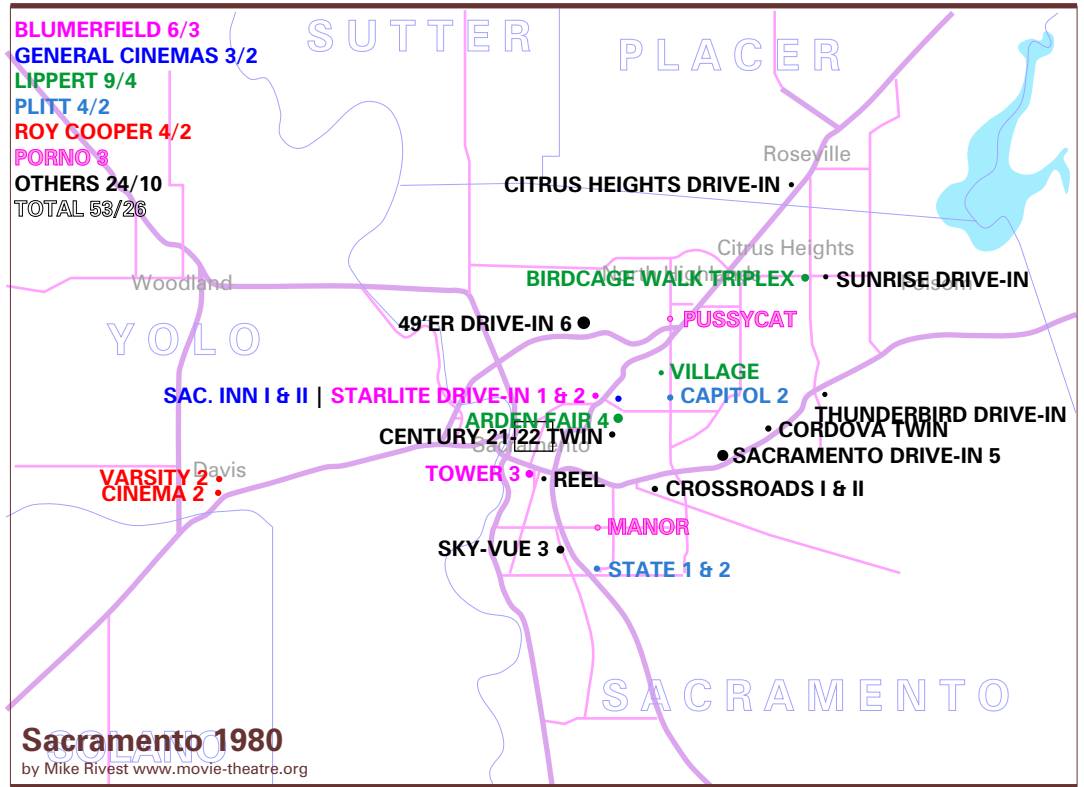 BLUMERFIELD 6/3
GENERAL CINEMAS 3/2
LIPPERT 9/4
PLITT 4/2
ROY COOPER 4/2
PORNO 3
OTHERS 24/10
TOTAL 53/26
SUTTER
PLACER
Roseville
CITRUS HEIGHTS DRIVE-IN
Citrus Heights
North Highlands
BIRDCAGE WALK TRIPLEX
SUNRISE DRIVE-IN
Folsom
Woodland
YOLO
49'ER DRIVE-IN 6
PUSSYCAT
VILLAGE
SAC. INN I & II | STARLITE DRIVE-IN 1 & 2
CAPITOL 2
THUNDERBIRD DRIVE-IN
ARDEN FAIR 4
CORDOVA TWIN
CENTURY 21-22 TWIN
Sacramento
SACRAMENTO DRIVE-IN 5
Davis
VARSITY 2
TOWER 3
REEL
CINEMA 2
CROSSROADS I & II
MANOR
SKY-VUE 3
STATE 1 & 2
SACRAMENTO
SOLANO
Sacramento 1980
by Mike Rivest www.movie-theatre.org